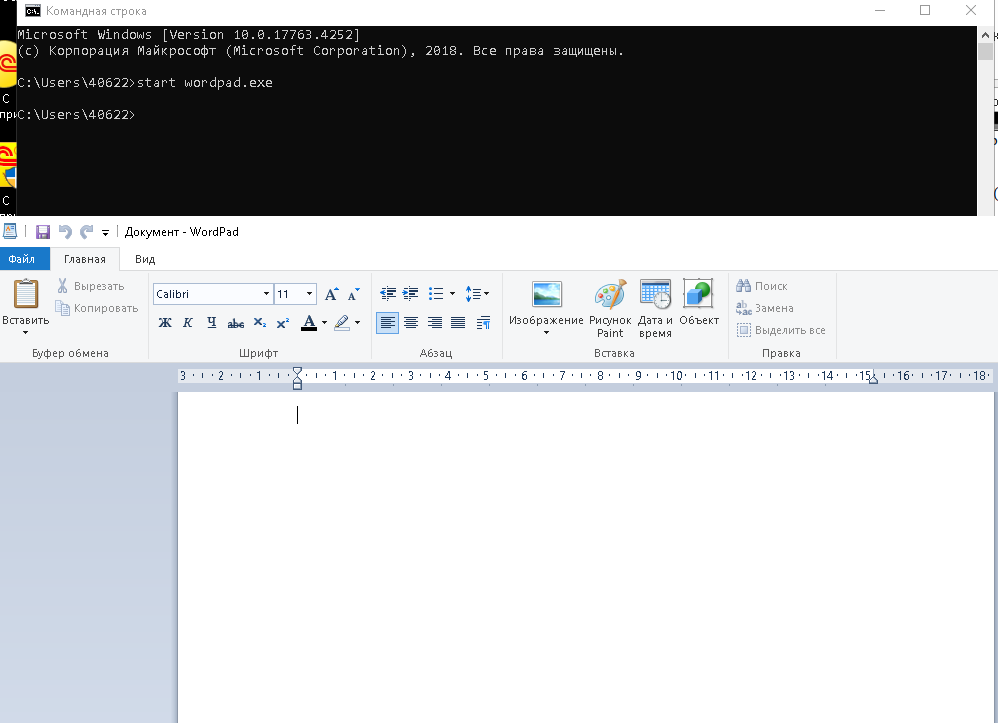 Командная строка
Microsoft Windows [Version 10.0.17763.4252]
(c) Корпорация Майкрософт (Microsoft Corporation), 2018. Все права защищены.
C:\Users\40622>start wordpad.exe
C:\Users\40622>
С
при
С
Документ - WordPad
Файл Главная Вид
Вставить
Вырезать
Копировать
Буфер обмена
Calibri 11
Ж К Ч abc X₂ X²
A
Шрифт
Абзац
Изображение
Рисунок Paint
Дата и время
Объект
Вставка
Поиск
Замена
Выделить все
Правка
3 2 1 1 2 3 4 5 6 7 8 9 10 11 12 13 14 15 16 17 18